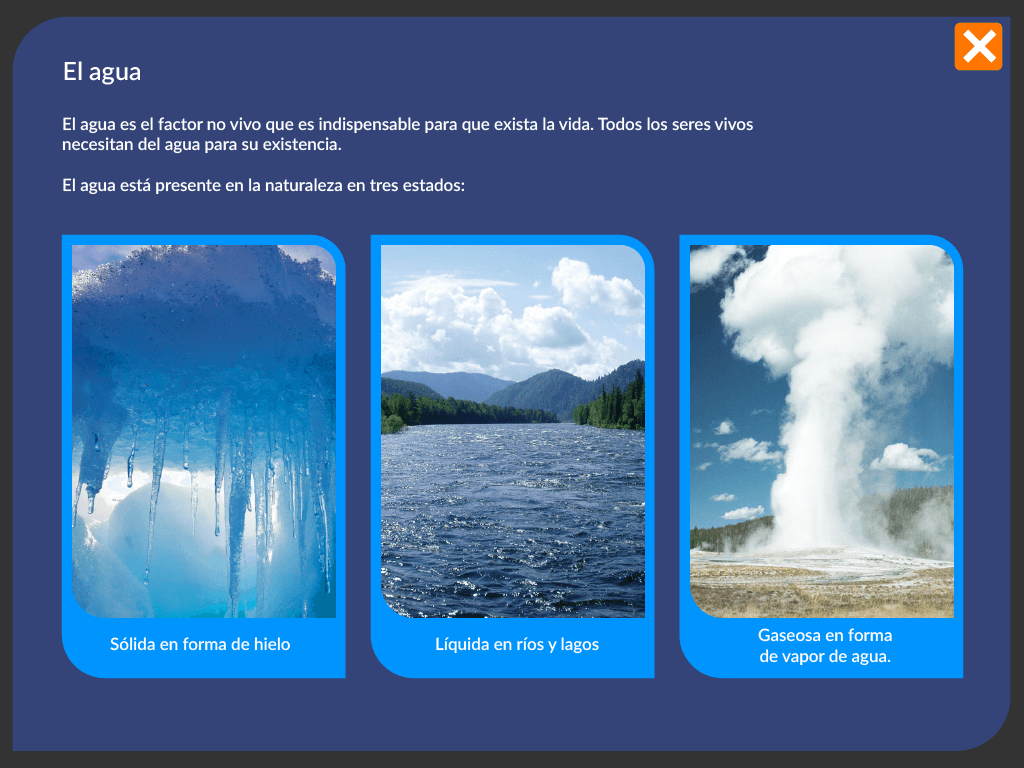 El agua
El agua es el factor no vivo que es indispensable para que exista la vida. Todos los seres vivos
necesitan del agua para su existencia.
El agua está presente en la naturaleza en tres estados:
Sólida en forma de hielo
Líquida en ríos y lagos
Gaseosa en forma
de vapor de agua.